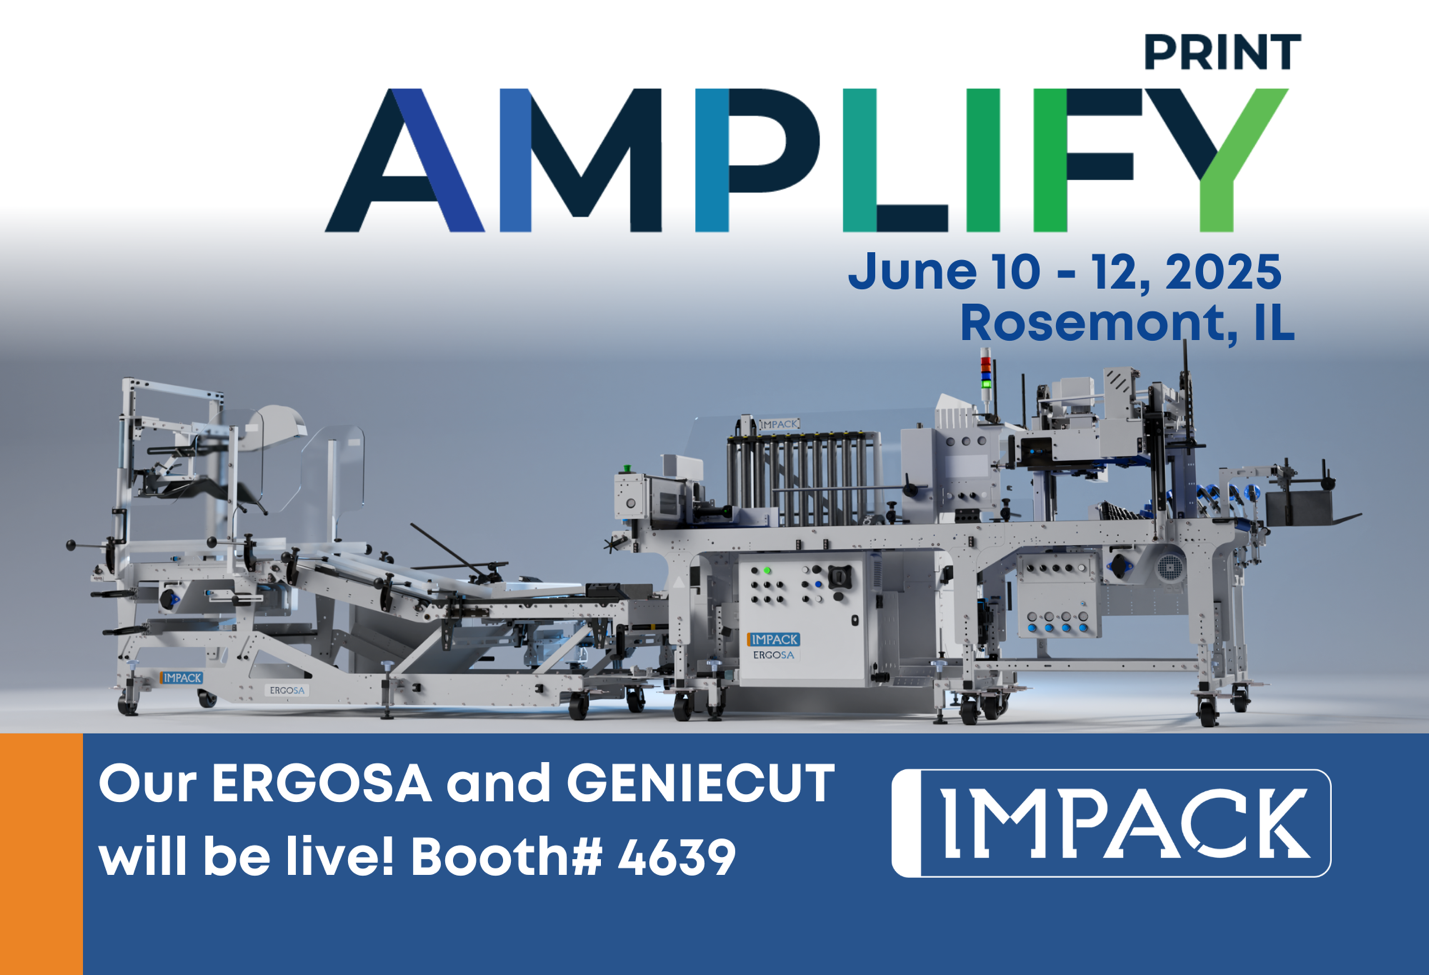 PRINT
AMPLIFY
June 10 - 12, 2025
Rosemont, IL
IMPACK
IMPACK
ERGOSA
IMPACK
ERGOSA
Our ERGOSA and GENIECUT
will be live! Booth# 4639
IMPACK